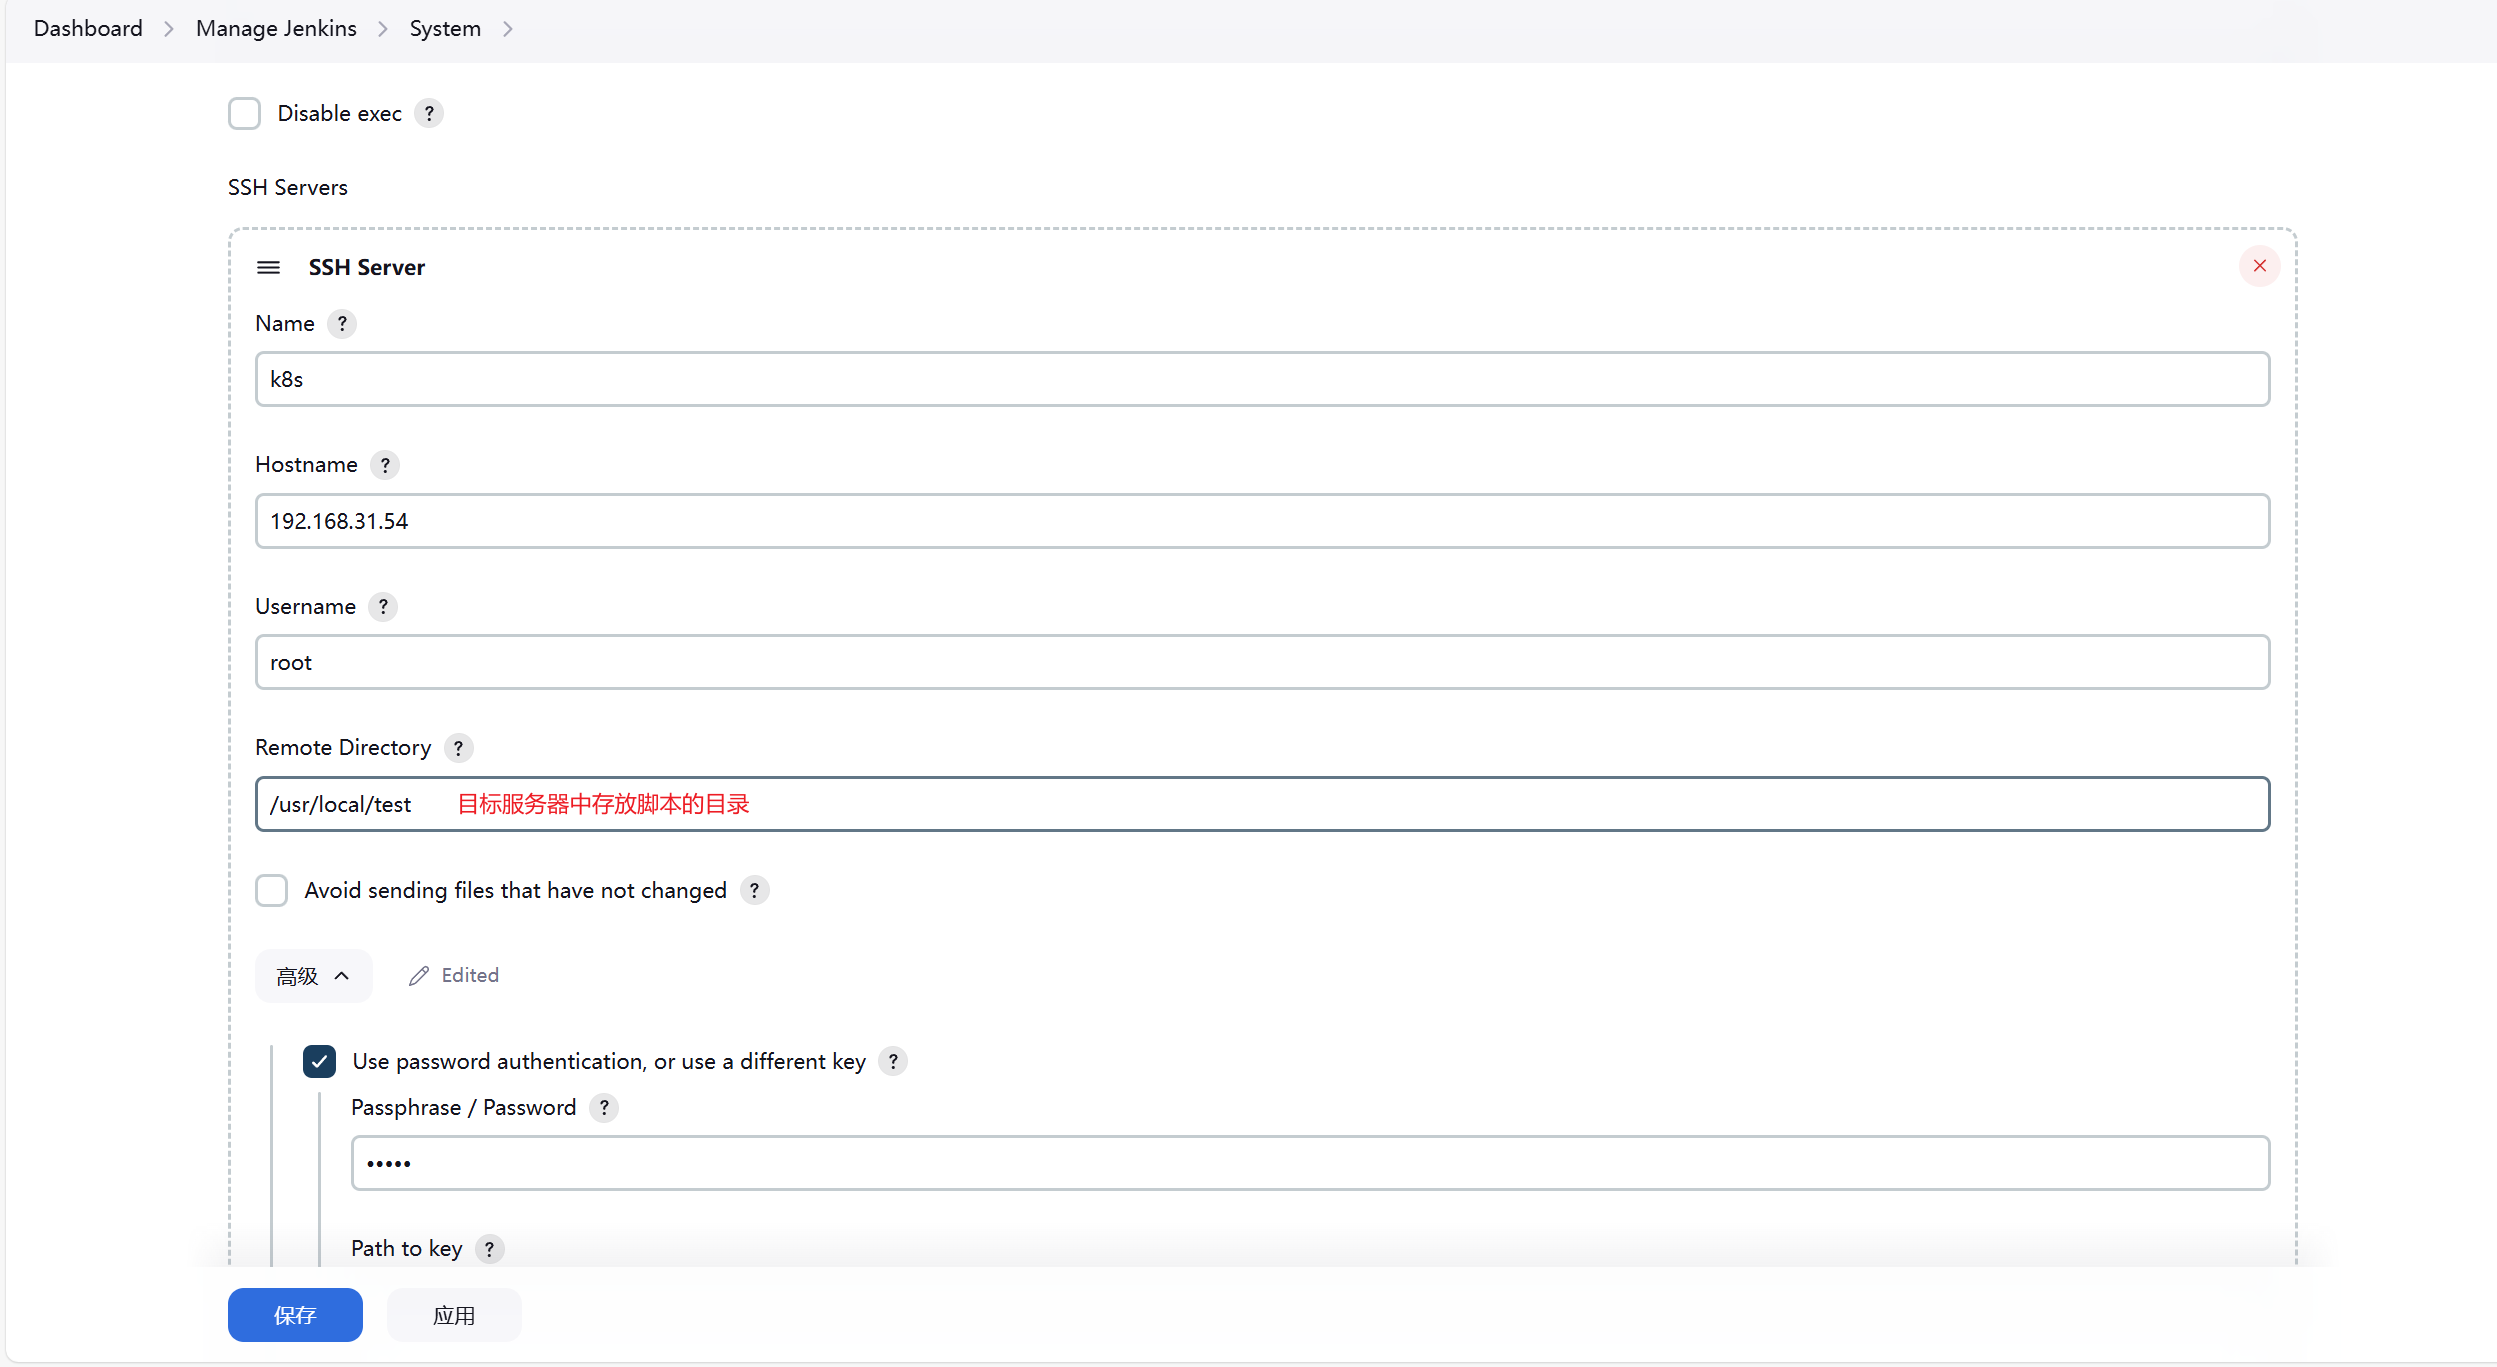 Dashboard > Manage Jenkins > System >
Disable exec ?
SSH Servers
SSH Server
Name ?
k8s
Hostname ?
192.168.31.54
Username ?
root
Remote Directory ?
/usr/local/test 目标服务器中存放脚本的目录
Avoid sending files that have not changed ?
高级 Edited
Use password authentication, or use a different key ?
Passphrase / Password ?
•••••
Path to key ?
保存 应用